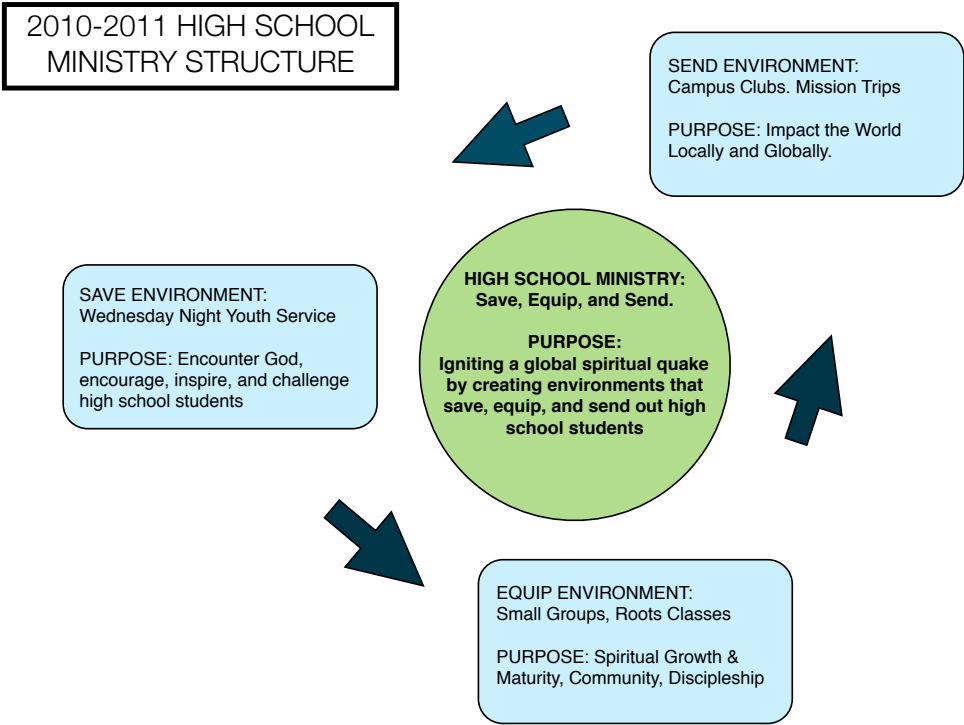 2010-2011 HIGH SCHOOL
MINISTRY STRUCTURE
SEND ENVIRONMENT:
Campus Clubs. Mission Trips
PURPOSE: Impact the World
Locally and Globally.
HIGH SCHOOL MINISTRY:
Save, Equip, and Send.
PURPOSE:
Igniting a global spiritual quake
by creating environments that
save, equip, and send out high
school students
SAVE ENVIRONMENT:
Wednesday Night Youth Service
PURPOSE: Encounter God,
encourage, inspire, and challenge
high school students
EQUIP ENVIRONMENT:
Small Groups, Roots Classes
PURPOSE: Spiritual Growth &
Maturity, Community, Discipleship